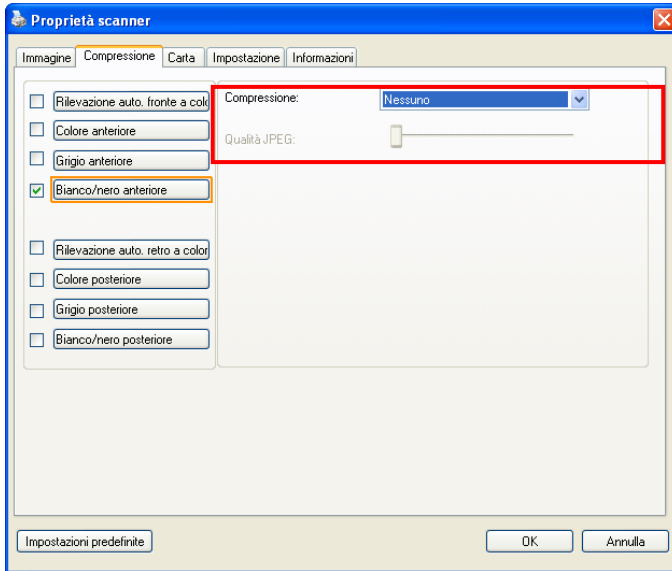 Proprietà scanner
Immagine Compressione Carta Impostazione Informazioni
Rilevazione auto. fronte a colo
Colore anteriore
Grigio anteriore
Bianco/nero anteriore
Rilevazione auto. retro a color
Colore posteriore
Grigio posteriore
Bianco/nero posteriore
Compressione: Nessuno
Qualità JPEG:
Impostazioni predefinite OK Annulla